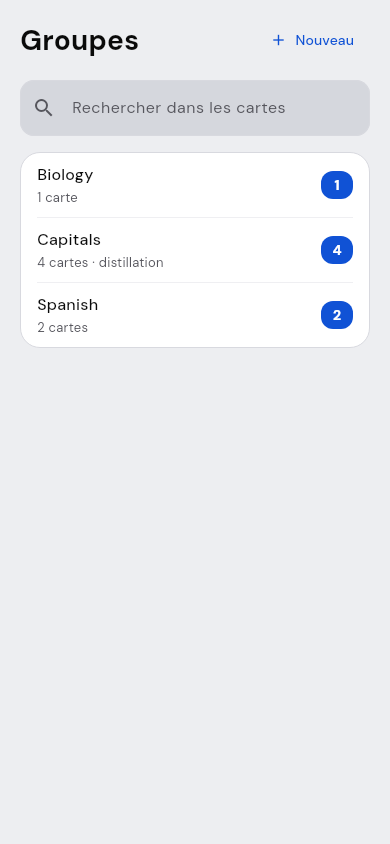 Groupes
Nouveau
Rechercher dans les cartes
Biology
1 carte
1
Capitals
4 cartes · distillation
4
Spanish
2 cartes
2